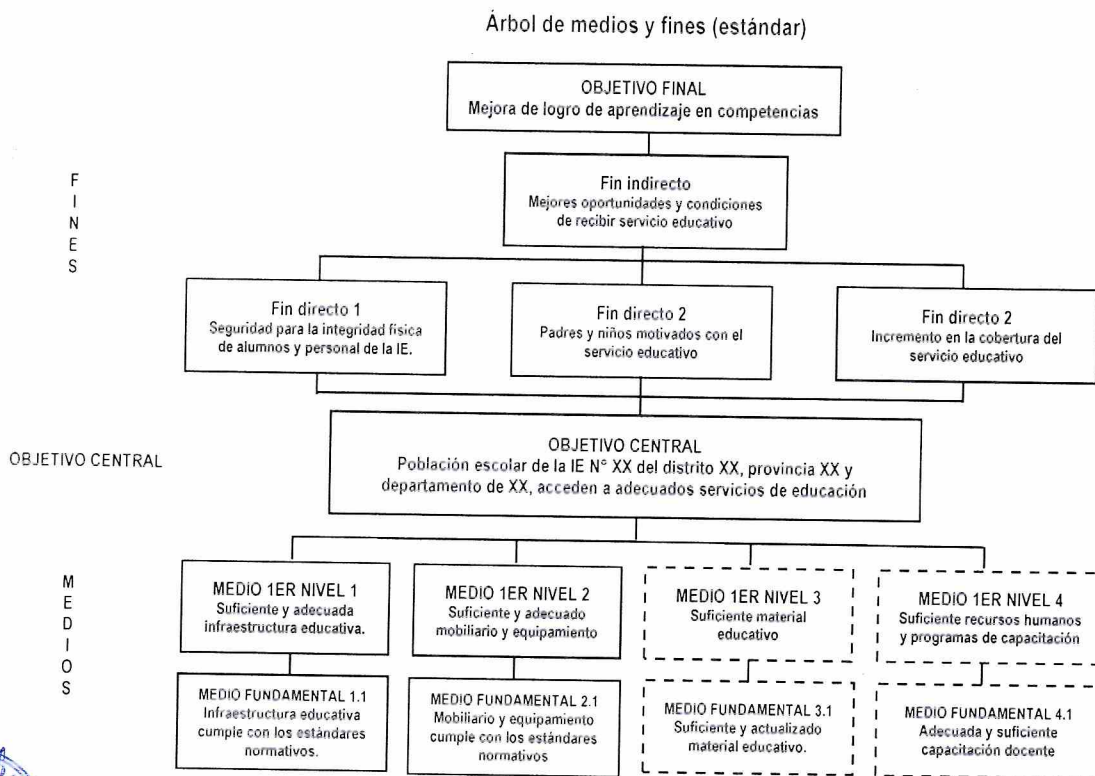 Árbol de medios y fines (estándar)
OBJETIVO FINAL
Mejora de logro de aprendizaje en competencias
F
I
N
E
S
Fin indirecto
Mejores oportunidades y condiciones
de recibir servicio educativo
Fin directo 1
Seguridad para la integridad física
de alumnos y personal de la IE.
Fin directo 2
Padres y niños motivados con el
servicio educativo
Fin directo 2
Incremento en la cobertura del
servicio educativo
OBJETIVO CENTRAL
OBJETIVO CENTRAL
Población escolar de la IE N° XX del distrito XX, provincia XX y
departamento de XX, acceden a adecuados servicios de educación
M
E
D
I
O
S
MEDIO 1ER NIVEL 1
Suficiente y adecuada
infraestructura educativa.
MEDIO 1ER NIVEL 2
Suficiente y adecuado
mobiliario y equipamiento
MEDIO 1ER NIVEL 3
Suficiente material
educativo
MEDIO 1ER NIVEL 4
Suficiente recursos humanos
y programas de capacitación
MEDIO FUNDAMENTAL 1.1
Infraestructura educativa
cumple con los estándares
normativos.
MEDIO FUNDAMENTAL 2.1
Mobiliario y equipamiento
cumple con los estándares
normativos
MEDIO FUNDAMENTAL 3.1
Suficiente y actualizado
material educativo.
MEDIO FUNDAMENTAL 4.1
Adecuada y suficiente
capacitación docente